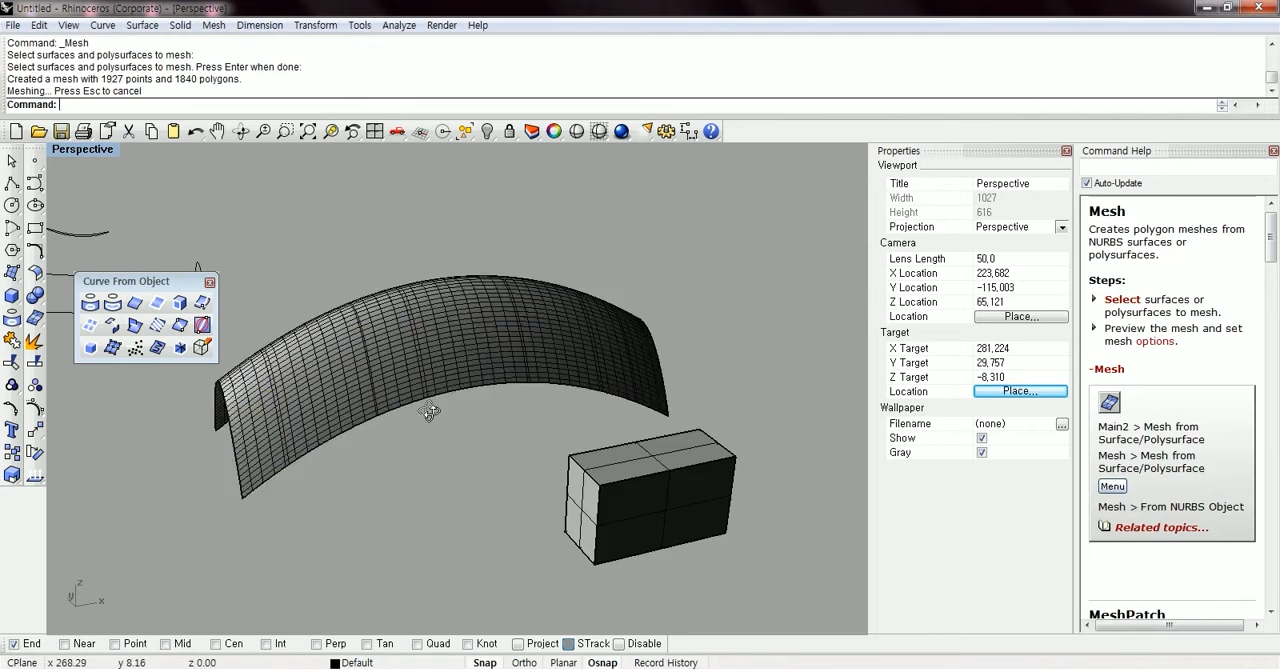 Untitled - Rhinoceros (Corporate) - [Perspective]
File Edit View Curve Surface Solid Mesh Dimension Transform Tools Analyze Render Help
Command: _Mesh
Select surfaces and polysurfaces to mesh:
Select surfaces and polysurfaces to mesh. Press Enter when done:
Created a mesh with 1927 points and 1840 polygons.
Meshing... Press Esc to cancel
Command:
Perspective
Curve From Object
z
y
x
Properties
Viewport
Title Perspective
Width 1027
Height 616
Projection Perspective
Camera
Lens Length 50,0
X Location 223,682
Y Location -115,003
Z Location 65,121
Location Place...
Target
X Target 281,224
Y Target 29,757
Z Target -8,310
Location Place...
Wallpaper
Filename (none) ...
Show
Gray
Command Help
Auto-Update
Mesh
Creates polygon meshes from
NURBS surfaces or
polysurfaces.
Steps:
Select surfaces or
polysurfaces to mesh.
Preview the mesh and set
mesh options.
-Mesh
Main2 > Mesh from
Surface/Polysurface
Mesh > Mesh from
Surface/Polysurface
Menu
Mesh > From NURBS Object
Related topics...
MeshPatch
End Near Point Mid Cen Int Perp Tan Quad Knot Project STrack Disable
CPlane x 268.29 y 8.16 z 0.00 Default Snap Ortho Planar Osnap Record History